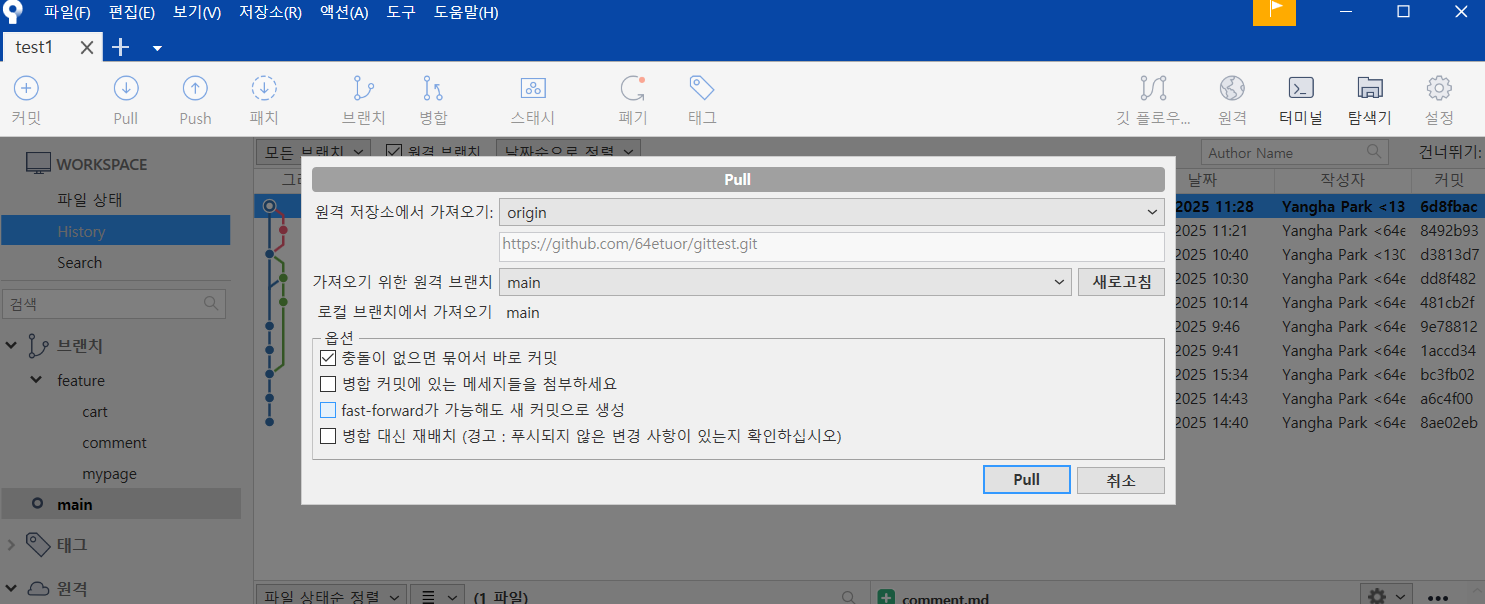 파일(F) 편집(E) 보기(V) 저장소(R) 액션(A) 도구 도움말(H)
test1
커밋 Pull Push 패치 브랜치 병합 스태시 폐기 태그 깃 플로우... 원격 터미널 탐색기 설정
WORKSPACE
파일 상태
History
Search
검색
브랜치
feature
cart
comment
mypage
main
태그
원격
모든 브랜치 원격 브랜치 날짜순으로 정렬 Author Name 건너뛰기:
날짜 작성자 커밋
Pull
원격 저장소에서 가져오기: origin
https://github.com/64etuor/gittest.git
가져오기 위한 원격 브랜치 main 새로고침
로컬 브랜치에서 가져오기 main
옵션
충돌이 없으면 묶어서 바로 커밋
병합 커밋에 있는 메세지들을 첨부하세요
fast-forward가 가능해도 새 커밋으로 생성
병합 대신 재배치 (경고 : 푸시되지 않은 변경 사항이 있는지 확인하십시오)
Pull 취소
2025 11:28 Yangha Park <13 6d8fbac
2025 11:21 Yangha Park <64e 8492b93
2025 10:40 Yangha Park <130 d3813d7
2025 10:30 Yangha Park <64e dd8f482
2025 10:14 Yangha Park <64e 481cb2f
2025 9:46 Yangha Park <64e 9e78812
2025 9:41 Yangha Park <64e 1accd34
2025 15:34 Yangha Park <64e bc3fb02
2025 14:43 Yangha Park <64e a6c4f00
2025 14:40 Yangha Park <64e 8ae02eb
파일 상태순 정렬 (1 파일) comment.md